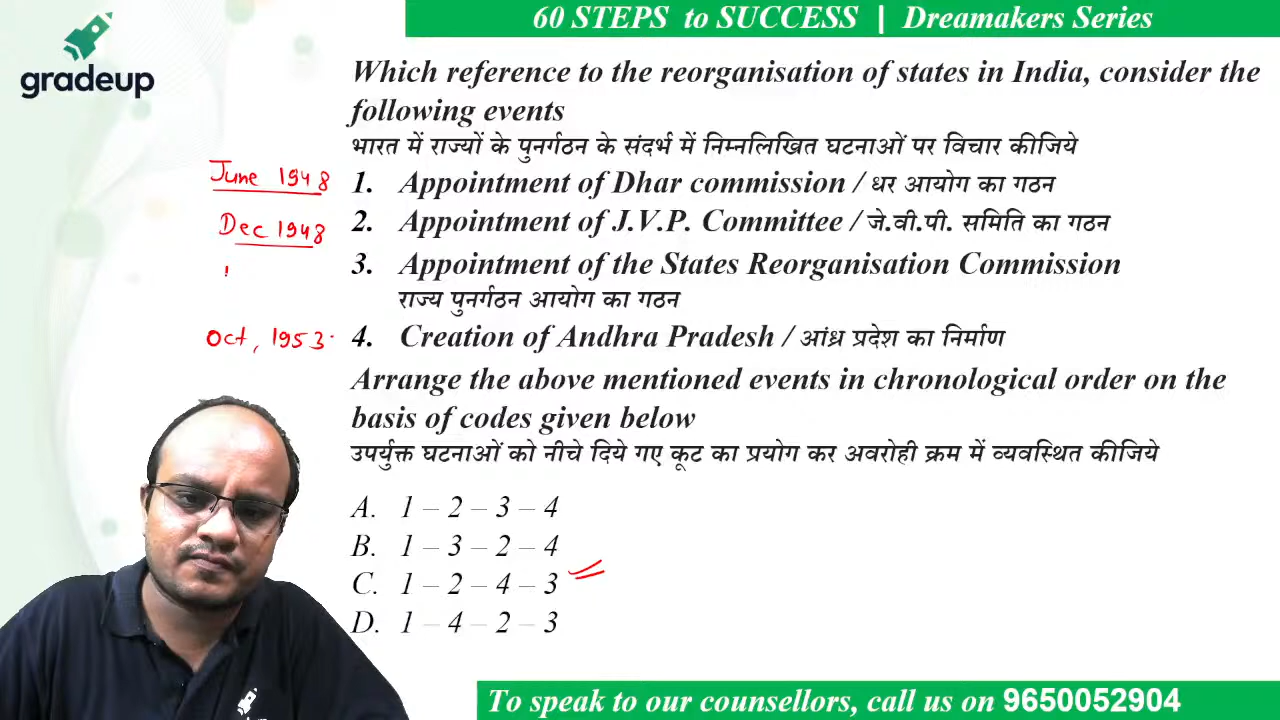 60 STEPS to SUCCESS | Dreamakers Series
gradeup
Which reference to the reorganisation of states in India, consider the
following events
भारत में राज्यों के पुनर्गठन के संदर्भ में निम्नलिखित घटनाओं पर विचार कीजिये
June 1948 1. Appointment of Dhar commission / धर आयोग का गठन
Dec 1948 2. Appointment of J.V.P. Committee / जे.वी.पी. समिति का गठन
3. Appointment of the States Reorganisation Commission
राज्य पुनर्गठन आयोग का गठन
Oct, 1953. 4. Creation of Andhra Pradesh / आंध्र प्रदेश का निर्माण
Arrange the above mentioned events in chronological order on the
basis of codes given below
उपर्युक्त घटनाओं को नीचे दिये गए कूट का प्रयोग कर अवरोही क्रम में व्यवस्थित कीजिये
A. 1 – 2 – 3 – 4
B. 1 – 3 – 2 – 4
C. 1 – 2 – 4 – 3
D. 1 – 4 – 2 – 3
To speak to our counsellors, call us on 9650052904